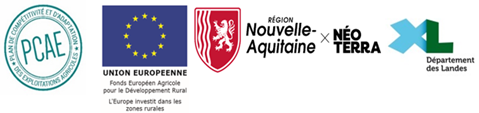 PLAN DE COMPÉTITIVITÉ ET D'ADAPTATION
PCAE
DES EXPLOITATIONS AGRICOLES
UNION EUROPEENNE
Fonds Européen Agricole
pour le Développement Rural
L'Europe investit dans les
zones rurales
RÉGION
Nouvelle-
Aquitaine
×
NÉO
TERRA
XL
Département
des Landes